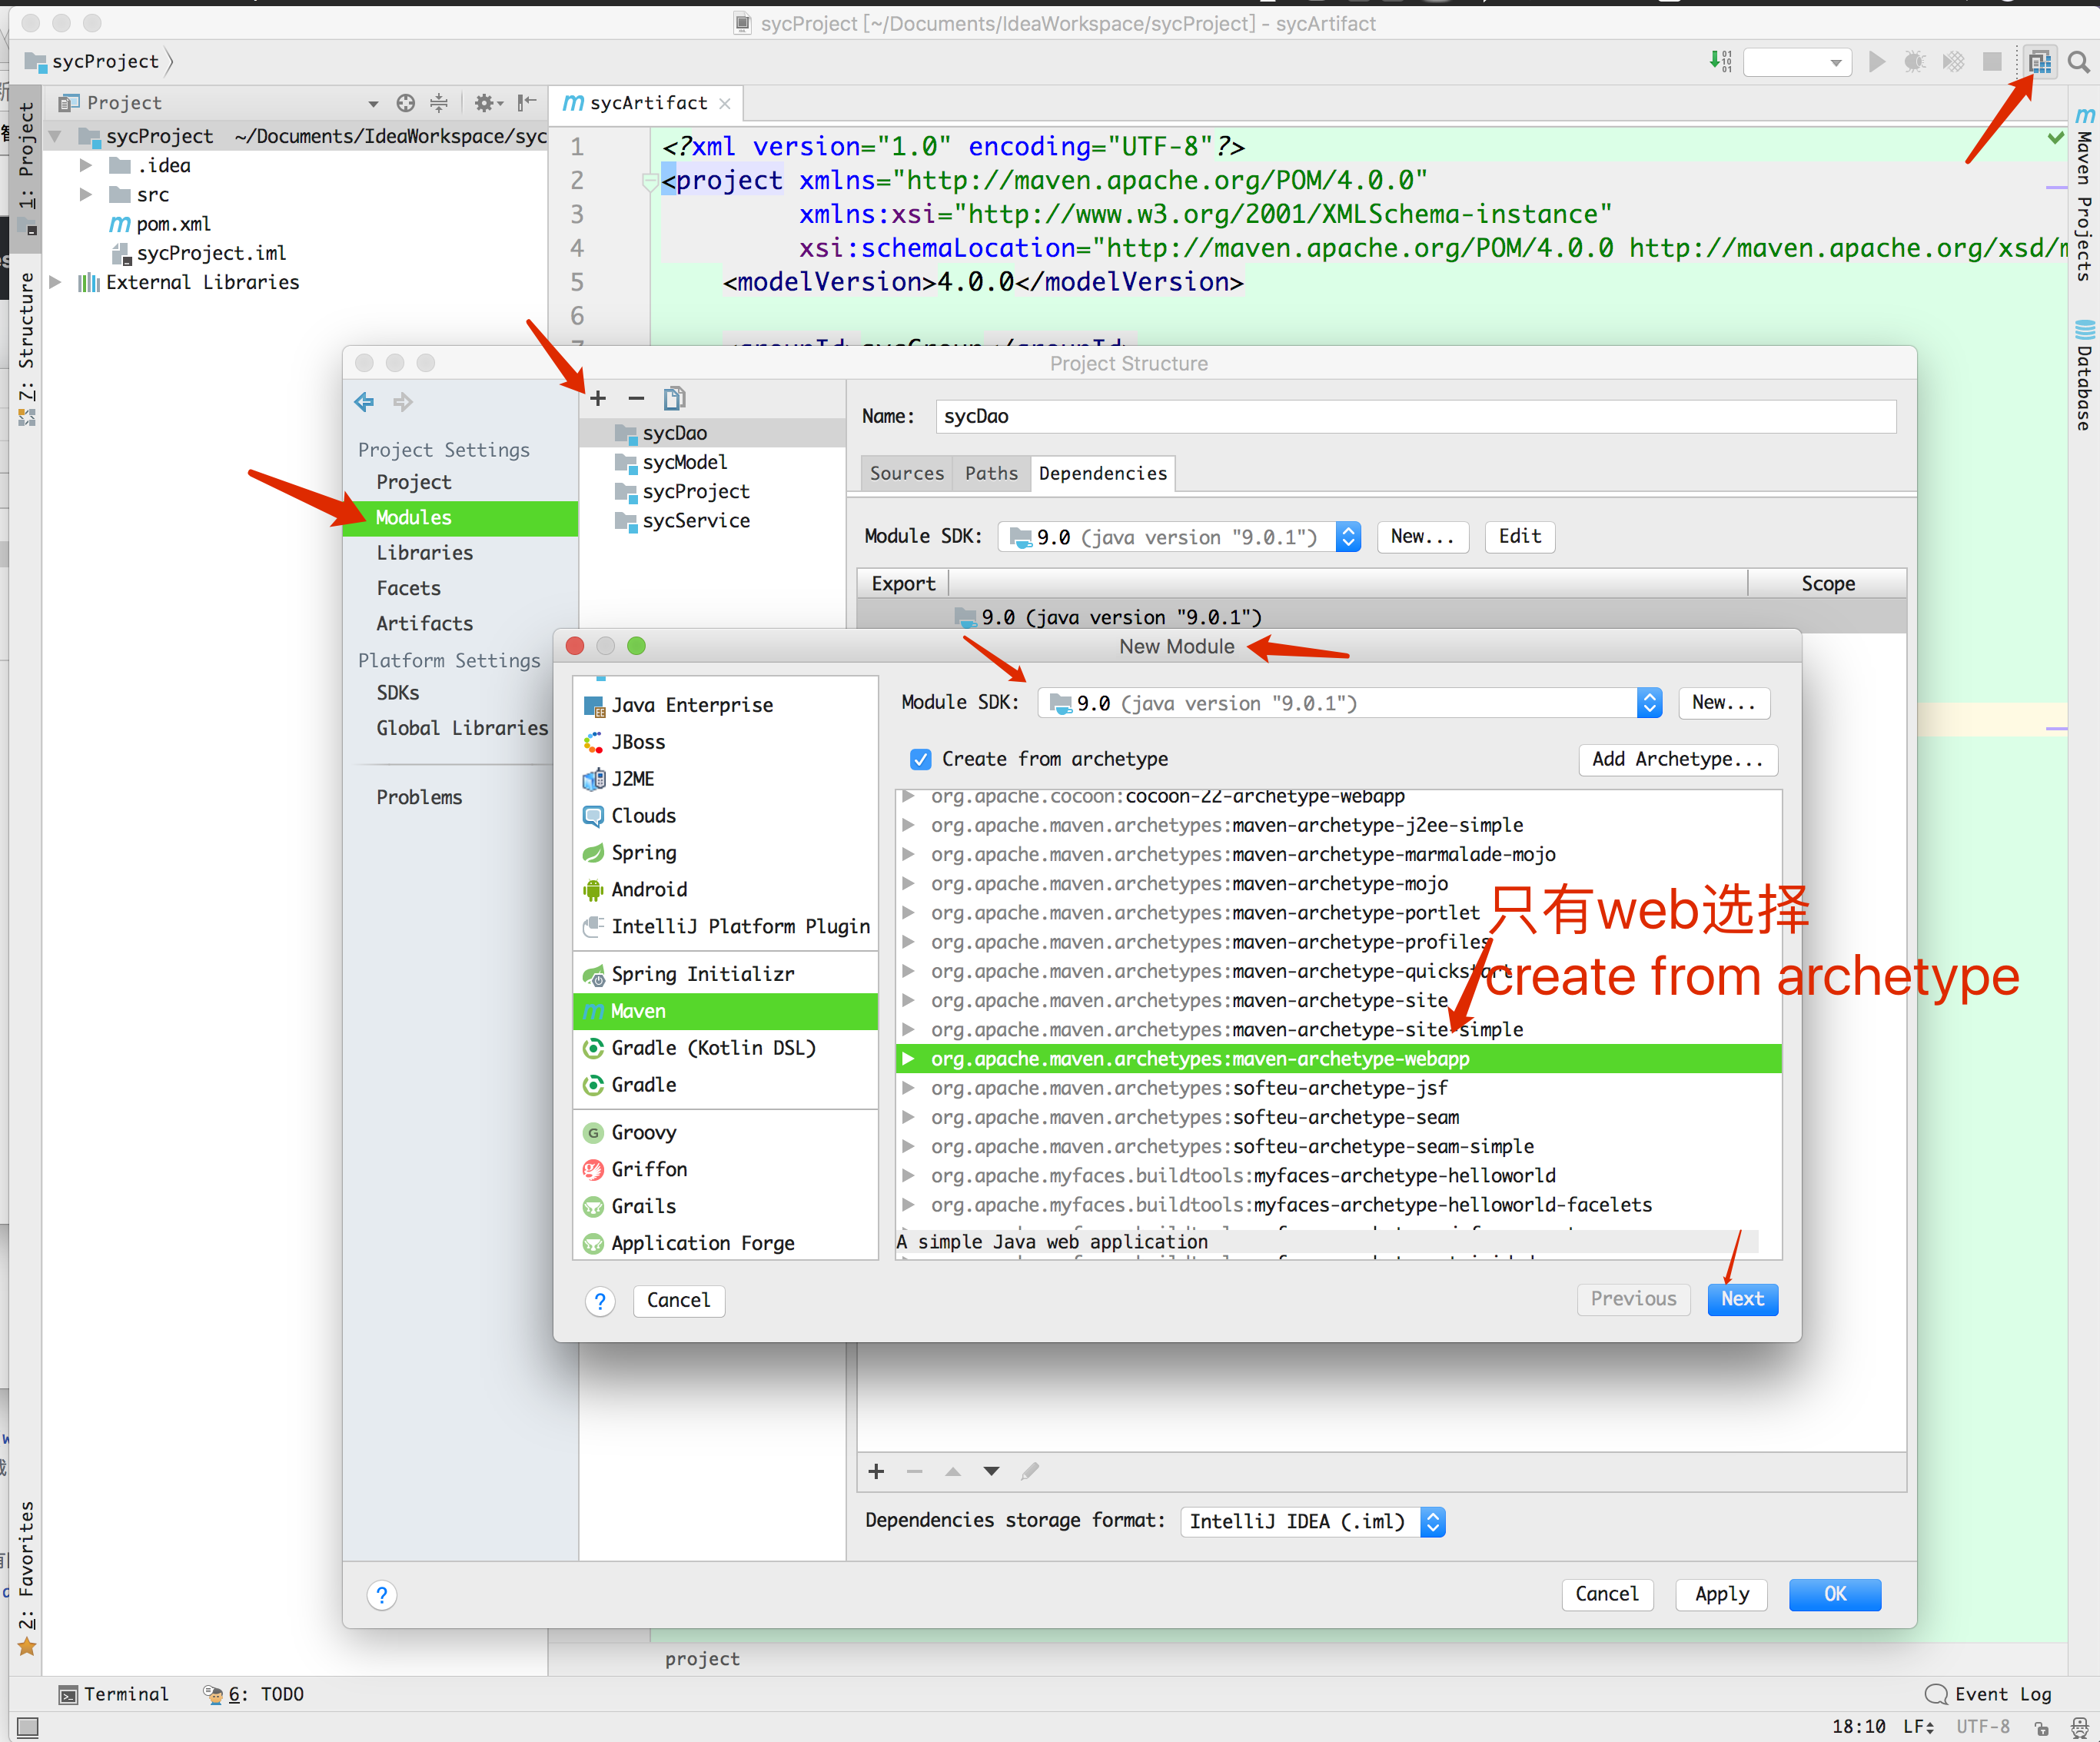 sycProject [~/Documents/IdeaWorkspace/sycProject] - sycArtifact
sycProject
Project
sycArtifact
1: Project
7: Structure
2: Favorites
Maven Projects
Database
sycProject ~/Documents/IdeaWorkspace/syc
.idea
src
pom.xml
sycProject.iml
External Libraries
1 <?xml version="1.0" encoding="UTF-8"?>
2 <project xmlns="http://maven.apache.org/POM/4.0.0"
3 xmlns:xsi="http://www.w3.org/2001/XMLSchema-instance"
4 xsi:schemaLocation="http://maven.apache.org/POM/4.0.0 http://maven.apache.org/xsd/m
5 <modelVersion>4.0.0</modelVersion>
6
Project Structure
Project Settings
Project
Modules
Libraries
Facets
Artifacts
Platform Settings
SDKs
Global Libraries
Problems
sycDao
sycModel
sycProject
sycService
Name: sycDao
Sources Paths Dependencies
Module SDK: 9.0 (java version "9.0.1") New... Edit
Export Scope
9.0 (java version "9.0.1")
New Module
Java Enterprise
JBoss
J2ME
Clouds
Spring
Android
IntelliJ Platform Plugin
Spring Initializr
Maven
Gradle (Kotlin DSL)
Gradle
Groovy
Griffon
Grails
Application Forge
Module SDK: 9.0 (java version "9.0.1") New...
Create from archetype Add Archetype...
org.apache.cocoon:cocoon-22-archetype-webapp
org.apache.maven.archetypes:maven-archetype-j2ee-simple
org.apache.maven.archetypes:maven-archetype-marmalade-mojo
org.apache.maven.archetypes:maven-archetype-mojo
org.apache.maven.archetypes:maven-archetype-portlet
org.apache.maven.archetypes:maven-archetype-profiles
org.apache.maven.archetypes:maven-archetype-quickstart
org.apache.maven.archetypes:maven-archetype-site
org.apache.maven.archetypes:maven-archetype-site-simple
org.apache.maven.archetypes:maven-archetype-webapp
org.apache.maven.archetypes:softeu-archetype-jsf
org.apache.maven.archetypes:softeu-archetype-seam
org.apache.maven.archetypes:softeu-archetype-seam-simple
org.apache.myfaces.buildtools:myfaces-archetype-helloworld
org.apache.myfaces.buildtools:myfaces-archetype-helloworld-facelets
A simple Java web application
只有web选择
create from archetype
? Cancel Previous Next
Dependencies storage format: IntelliJ IDEA (.iml)
? Cancel Apply OK
project
Terminal 6: TODO Event Log
18:10 LF UTF-8